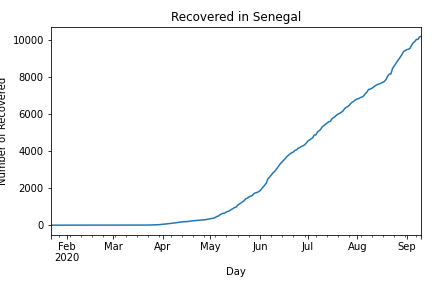 Recovered in Senegal
10000
8000
6000
4000
2000
0
Number of Recovered
Feb Mar Apr May Jun Jul Aug Sep
2020
Day